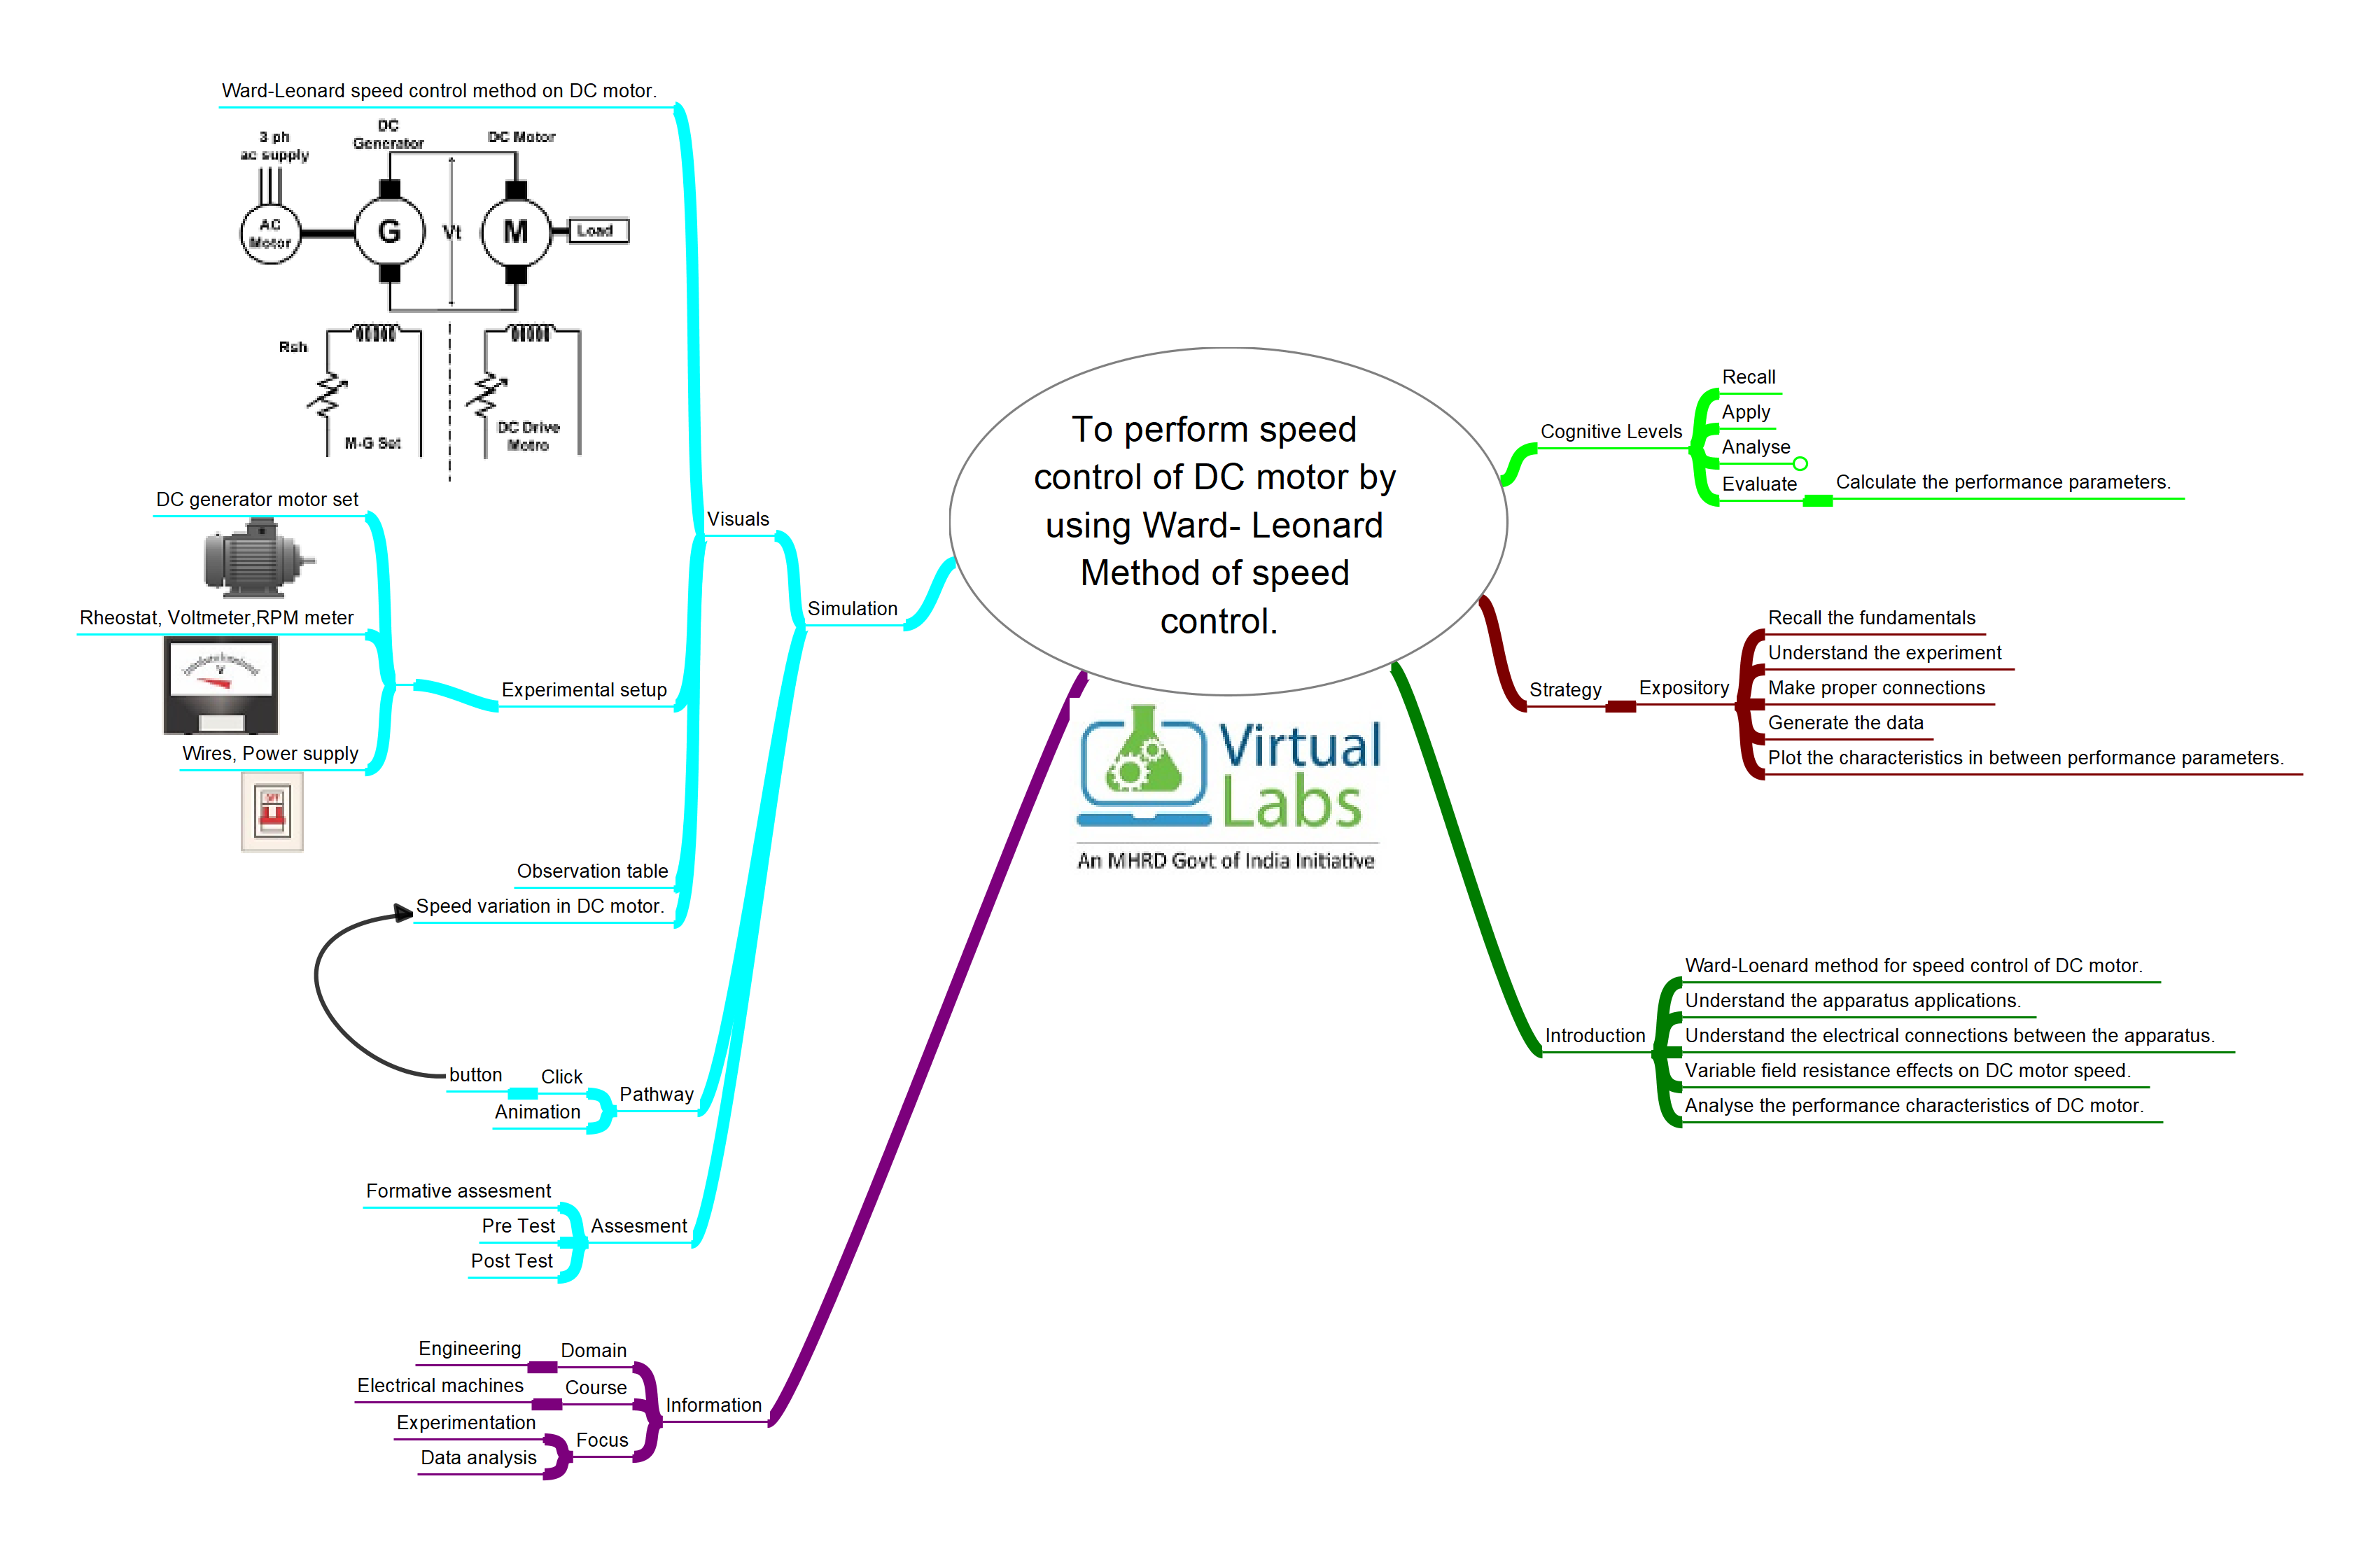 To perform speed
control of DC motor by
using Ward- Leonard
Method of speed
control.
Virtual
Labs
An MHRD Govt of India Initiative
Cognitive Levels
Recall
Apply
Analyse
Evaluate
Calculate the performance parameters.
Strategy
Expository
Recall the fundamentals
Understand the experiment
Make proper connections
Generate the data
Plot the characteristics in between performance parameters.
Introduction
Ward-Loenard method for speed control of DC motor.
Understand the apparatus applications.
Understand the electrical connections between the apparatus.
Variable field resistance effects on DC motor speed.
Analyse the performance characteristics of DC motor.
Simulation
Visuals
Ward-Leonard speed control method on DC motor.
3 ph
ac supply
DC
Generator
DC Motor
AC
Motor
G
Vt
M
Load
Rsh
M-G Set
DC Drive
Motro
Experimental setup
DC generator motor set
Rheostat, Voltmeter,RPM meter
V
Wires, Power supply
OFF
Observation table
Speed variation in DC motor.
Pathway
Click
button
Animation
Assesment
Formative assesment
Pre Test
Post Test
Information
Domain
Engineering
Course
Electrical machines
Focus
Experimentation
Data analysis